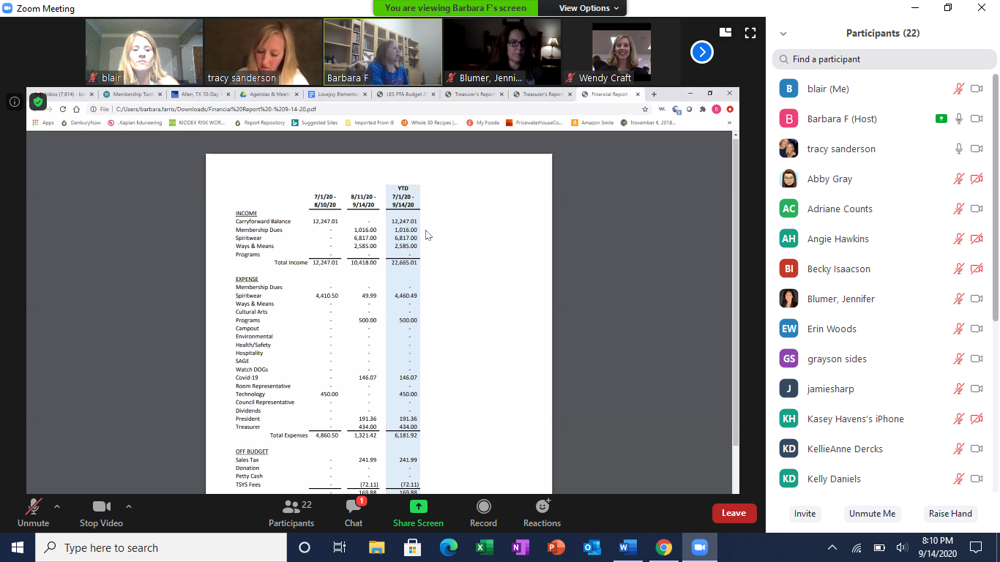 Zoom Meeting
You are viewing Barbara F's screen
View Options
blair
tracy sanderson
Barbara F
Blumer, Jenni...
Wendy Craft
Inbox (7,814) - b
Membership Tool
Allen, TX 10-Day
Agendas & Meeti
Lovejoy Elementa
LES PTA Budget 2
Treasurer's Report
Treasurer's Report
Financial Report -
File C:/Users/barbara.farris/Downloads/Financial%20Report%20-%209-14-20.pdf
Apps
DenburyNow
..Kaplan Eduneering
KIODEX RISK WOR...
Report Repository
Suggested Sites
Imported From IE
Whole 30 Recipes |...
My Fooda
PricewaterhouseCo...
Amazon Smile
November 6, 2018...
»
YTD
7/1/20 - 8/11/20 - 7/1/20 -
8/10/20 9/14/20 9/14/20
INCOME
Carryforward Balance 12,247.01 - 12,247.01
Membership Dues - 1,016.00 1,016.00
Spiritwear - 6,817.00 6,817.00
Ways & Means - 2,585.00 2,585.00
Programs - - -
Total Income 12,247.01 10,418.00 22,665.01
EXPENSE
Membership Dues - - -
Spiritwear 4,410.50 49.99 4,460.49
Ways & Means - - -
Cultural Arts - - -
Programs - 500.00 500.00
Campout - - -
Environmental - - -
Health/Safety - - -
Hospitality - - -
SAGE - - -
Watch DOGs - - -
Covid-19 - 146.07 146.07
Room Representative - - -
Technology 450.00 - 450.00
Council Representative - - -
Dividends - - -
President - 191.36 191.36
Treasurer - 434.00 434.00
Total Expenses 4,860.50 1,321.42 6,181.92
OFF BUDGET
Sales Tax - 241.99 241.99
Donation - - -
Petty Cash - - -
TSYS Fees - (72.11) (72.11)
- 169.88 169.88
Participants (22)
Find a participant
B blair (Me)
B Barbara F (Host)
tracy sanderson
Abby Gray
AC Adriane Counts
AH Angie Hawkins
BI Becky Isaacson
Blumer, Jennifer
EW Erin Woods
GS grayson sides
J jamiesharp
KH Kasey Havens's iPhone
KD KellieAnne Dercks
KD Kelly Daniels
Invite
Unmute Me
Raise Hand
Unmute
Stop Video
22
Participants
1
Chat
Share Screen
Record
Reactions
Leave
Type here to search
8:10 PM
9/14/2020